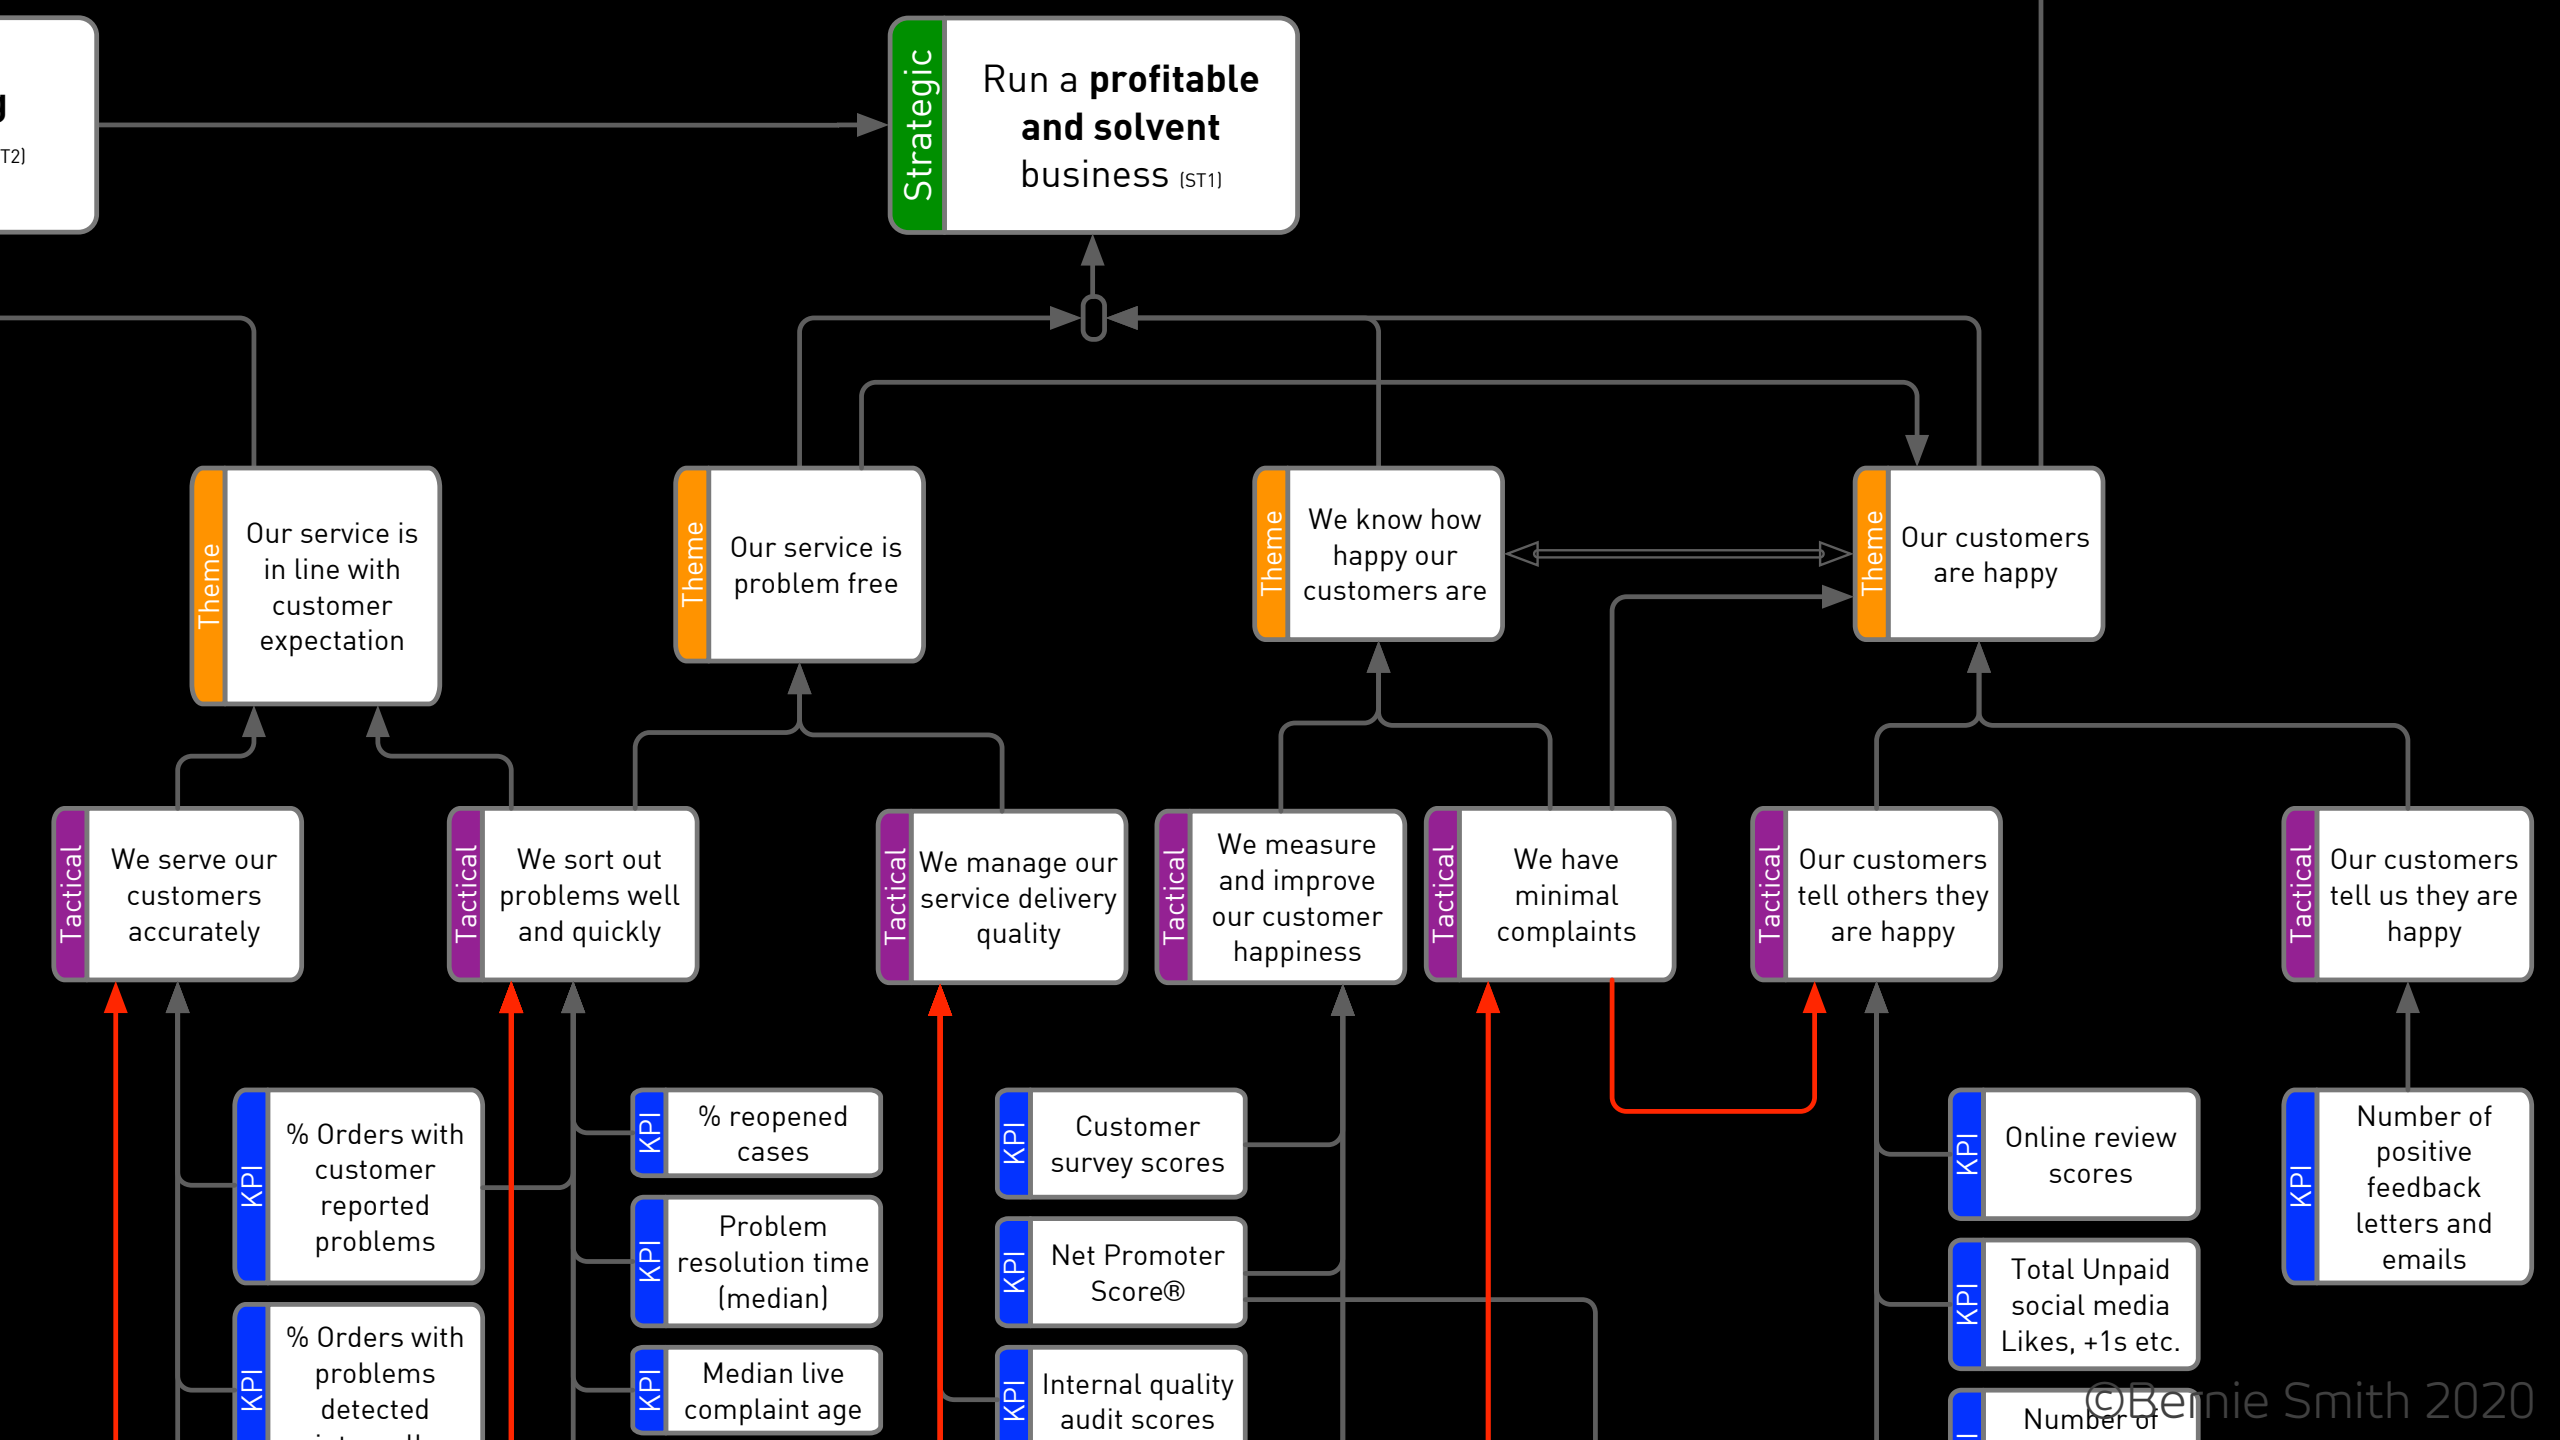 T2)
Strategic
Run a profitable
and solvent
business (ST1)
Theme
Our service is
in line with
customer
expectation
Theme
Our service is
problem free
Theme
We know how
happy our
customers are
Theme
Our customers
are happy
Tactical
We serve our
customers
accurately
Tactical
We sort out
problems well
and quickly
Tactical
We manage our
service delivery
quality
Tactical
We measure
and improve
our customer
happiness
Tactical
We have
minimal
complaints
Tactical
Our customers
tell others they
are happy
Tactical
Our customers
tell us they are
happy
KPI
% Orders with
customer
reported
problems
KPI
% Orders with
problems
detected
KPI
% reopened
cases
KPI
Problem
resolution time
(median)
KPI
Median live
complaint age
KPI
Customer
survey scores
KPI
Net Promoter
Score®
KPI
Internal quality
audit scores
KPI
Online review
scores
KPI
Total Unpaid
social media
Likes, +1s etc.
Number of
KPI
Number of
positive
feedback
letters and
emails
©Bernie Smith 2020